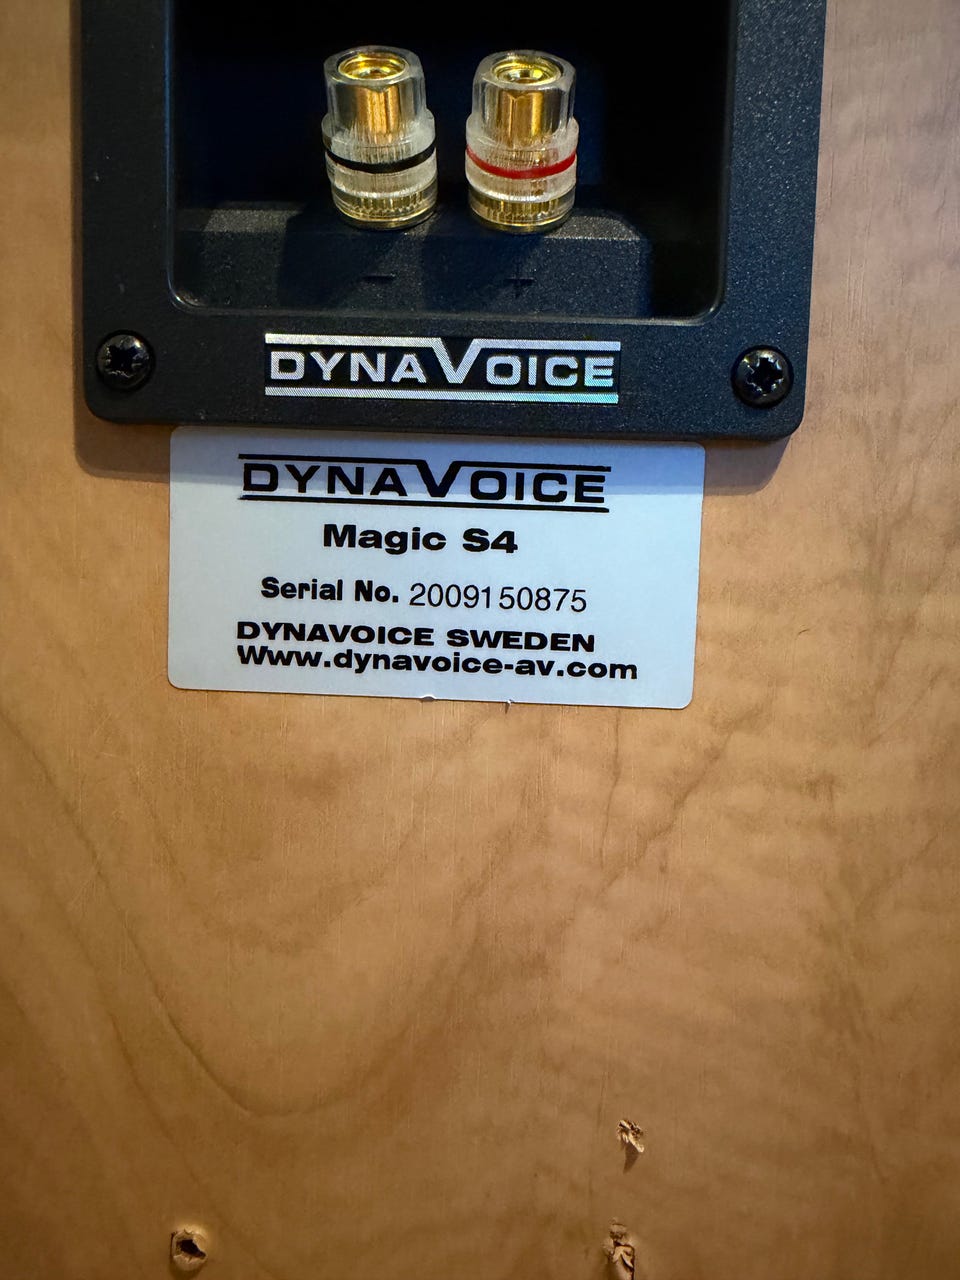 - +
DYNAVOICE
DYNAVOICE
Magic S4
Serial No. 2009150875
DYNAVOICE SWEDEN
Www.dynavoice-av.com